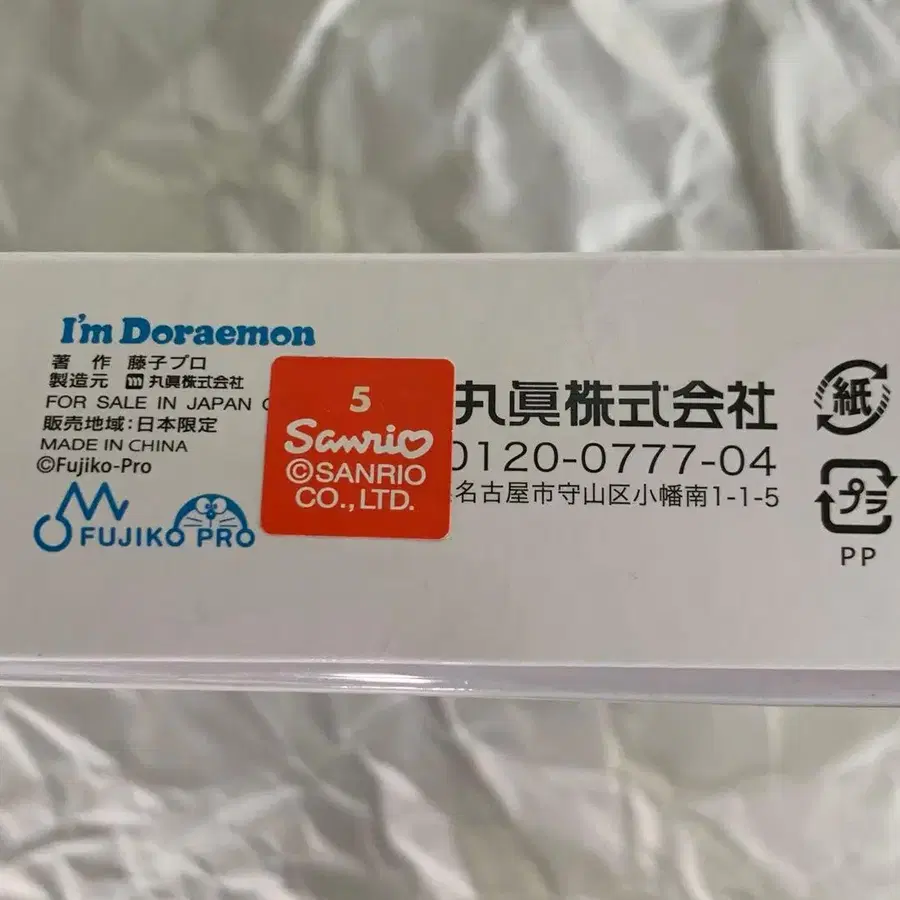 I'm Doraemon
著 作 藤子プロ
製造元 m 丸眞株式会社
FOR SALE IN JAPAN
販売地域:日本限定
MADE IN CHINA
©Fujiko-Pro
FUJIKO PRO
5
Sanrio
©SANRIO
CO.,LTD.
丸眞株式会社
0120-0777-04
名古屋市守山区小幡南1-1-5
紙
プラ
PP